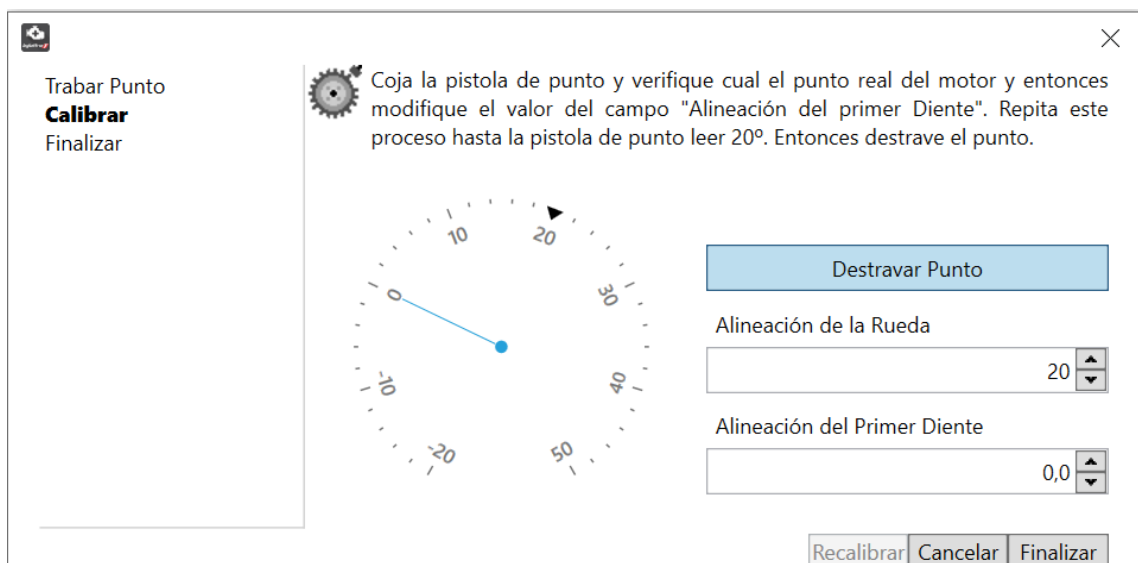 Trabar Punto
Calibrar
Finalizar
Coja la pistola de punto y verifique cual el punto real del motor y entonces
modifique el valor del campo "Alineación del primer Diente". Repita este
proceso hasta la pistola de punto leer 20º. Entonces destrave el punto.
-20
-10
0
10
20
30
40
50
Destravar Punto
Alineación de la Rueda
20
Alineación del Primer Diente
0,0
Recalibrar Cancelar Finalizar